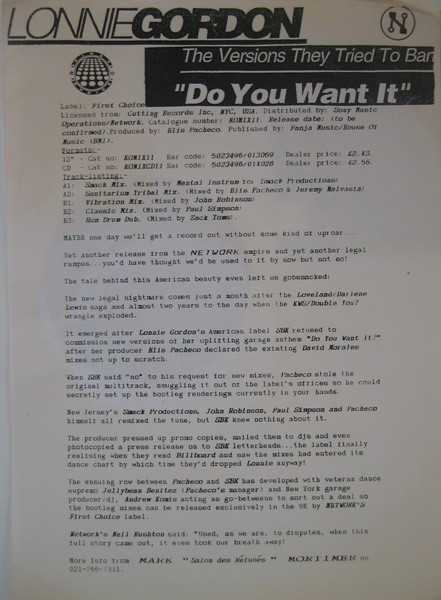 LONNIE GORDON
The Versions They Tried To Ban
"Do You Want It"
Label: First Choice
Licensed from: Cutting Records Inc, NYC, USA. Distributed by: Sony Music
Operations/Network. Catalogue number: KOMIX11. Release date: (to be
confirmed). Produced by: Elis Pacheco. Published by: Panja Music/House Of
Music (BMI).
Formats:-
12" - Cat no: KOMIX11 Bar code: 5023496/013069 Dealer price: £2.43.
CD - Cat no: KOMIXCD11 Bar code: 5023496/014028 Dealer price: £2.56.
Track-listing:-
A1: Smack Mix. (Mixed by Mental Instrum for Smack Productions)
A2: Sanitarium Tribal Mix. (Mixed by Elis Pacheco & Jeremy Malvania)
B1: Vibration Mix. (Mixed by John Robinson)
B2: Classic Mix. (Mixed by Paul Simpson)
B3: Nun Drum Dub. (Mixed by Zack Toms).
MAYBE one day we'll get a record out without some kind of uproar...
Yet another release from the NETWORK empire and yet another legal
rumpus...you'd have thought we'd be used to it by now but not so!
The tale behind this American beauty even left us gobsmacked:
The new legal nightmare comes just a month after the Loveland/Darlene
Lewis saga and almost two years to the day when the KWS/Double You?
wrangle exploded.
It emerged after Lonnie Gordon's American label SBK refused to
commission new versions of her uplifting garage anthem "Do You Want It?"
after her producer Elis Pacheco declared the existing David Morales
mixes not up to scratch.
When SBK said "no" to his request for new mixes, Pacheco stole the
original multitrack, smuggling it out of the label's offices so he could
secretly set up the bootleg renderings currently in your hands.
New Jersey's Smack Productions, John Robinson, Paul Simpson and Pacheco
himself all remixed the tune, but SBK knew nothing about it.
The producer pressed up promo copies, mailed them to djs and even
photocopied a press release on to SBK letterheads...the label finally
realising when they read Billboard and saw the mixes had entered its
dance chart by which time they'd dropped Lonnie anyway!
The ensuing row between Pacheco and SBK has developed with veteran dance
supremo Jellybean Benitez (Pacheco's manager) and New York garage
producer/dj, Andrew Komis acting as go-betweens to sort out a deal so
the bootleg mixes can be released exclusively in the UK by NETWORK'S
First Choice label.
Network's Neil Rushton said: "Used, as we are, to disputes, when this
full story came out, it even took our breath away!
More info from MARK "Salon des Refusés" MORTIMER on